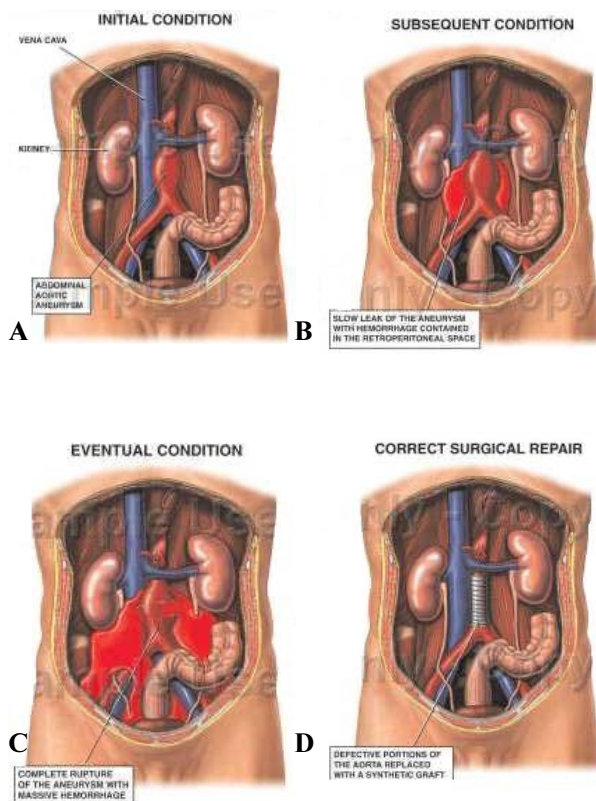 INITIAL CONDITION
VENA CAVA
KIDNEY
ABDOMINAL
AORTIC
ANEURYSM
A
SUBSEQUENT CONDITION
SLOW LEAK OF THE ANEURYSM
WITH HEMORRHAGE CONTAINED
IN THE RETROPERITONEAL SPACE
B
EVENTUAL CONDITION
COMPLETE RUPTURE
OF THE ANEURYSM WITH
MASSIVE HEMORRHAGE
C
CORRECT SURGICAL REPAIR
DEFECTIVE PORTIONS OF
THE AORTA REPLACED
WITH A SYNTHETIC GRAFT
D